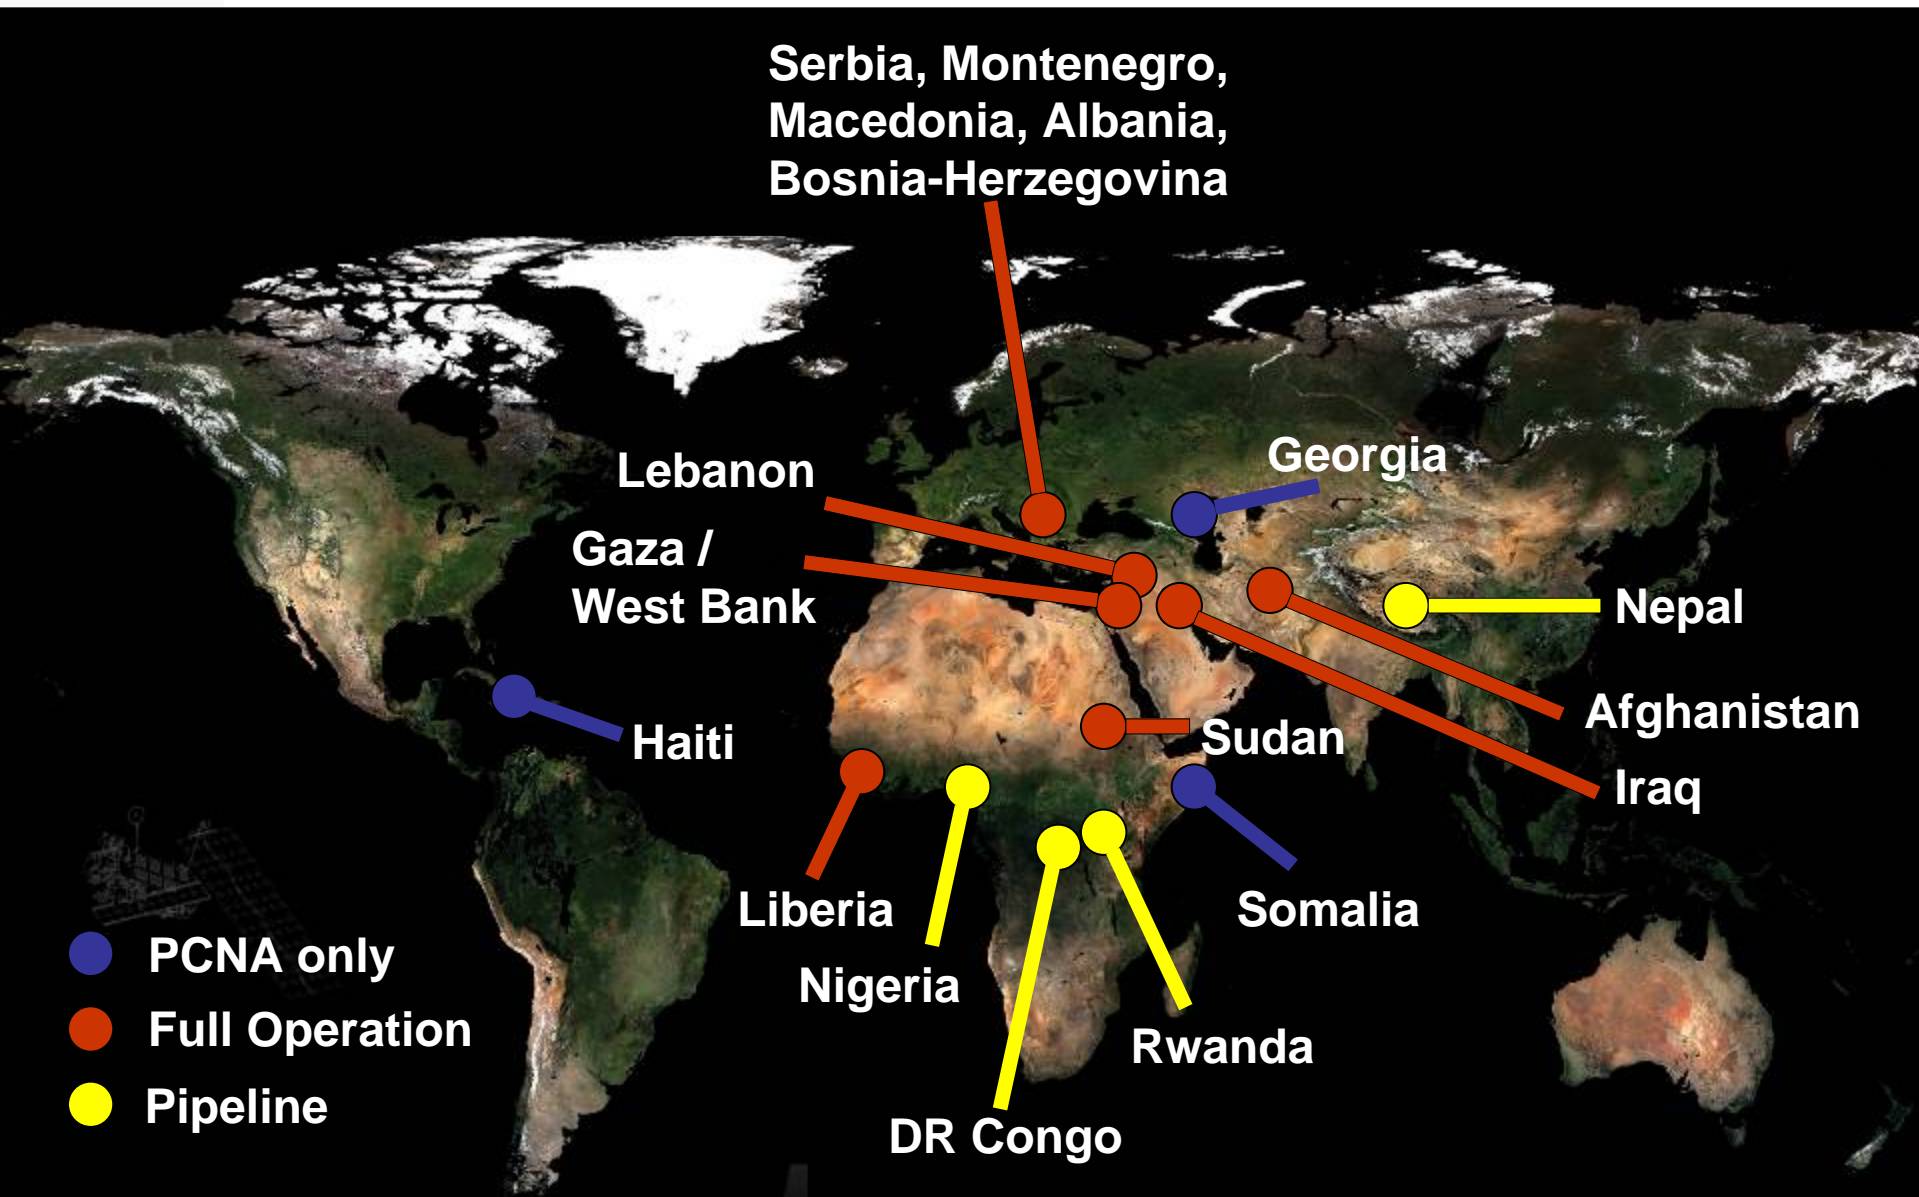 Serbia, Montenegro,
Macedonia, Albania,
Bosnia-Herzegovina
Lebanon
Georgia
Gaza /
West Bank
Nepal
Afghanistan
Haiti
Sudan
Iraq
Liberia
Somalia
Nigeria
Rwanda
DR Congo
PCNA only
Full Operation
Pipeline